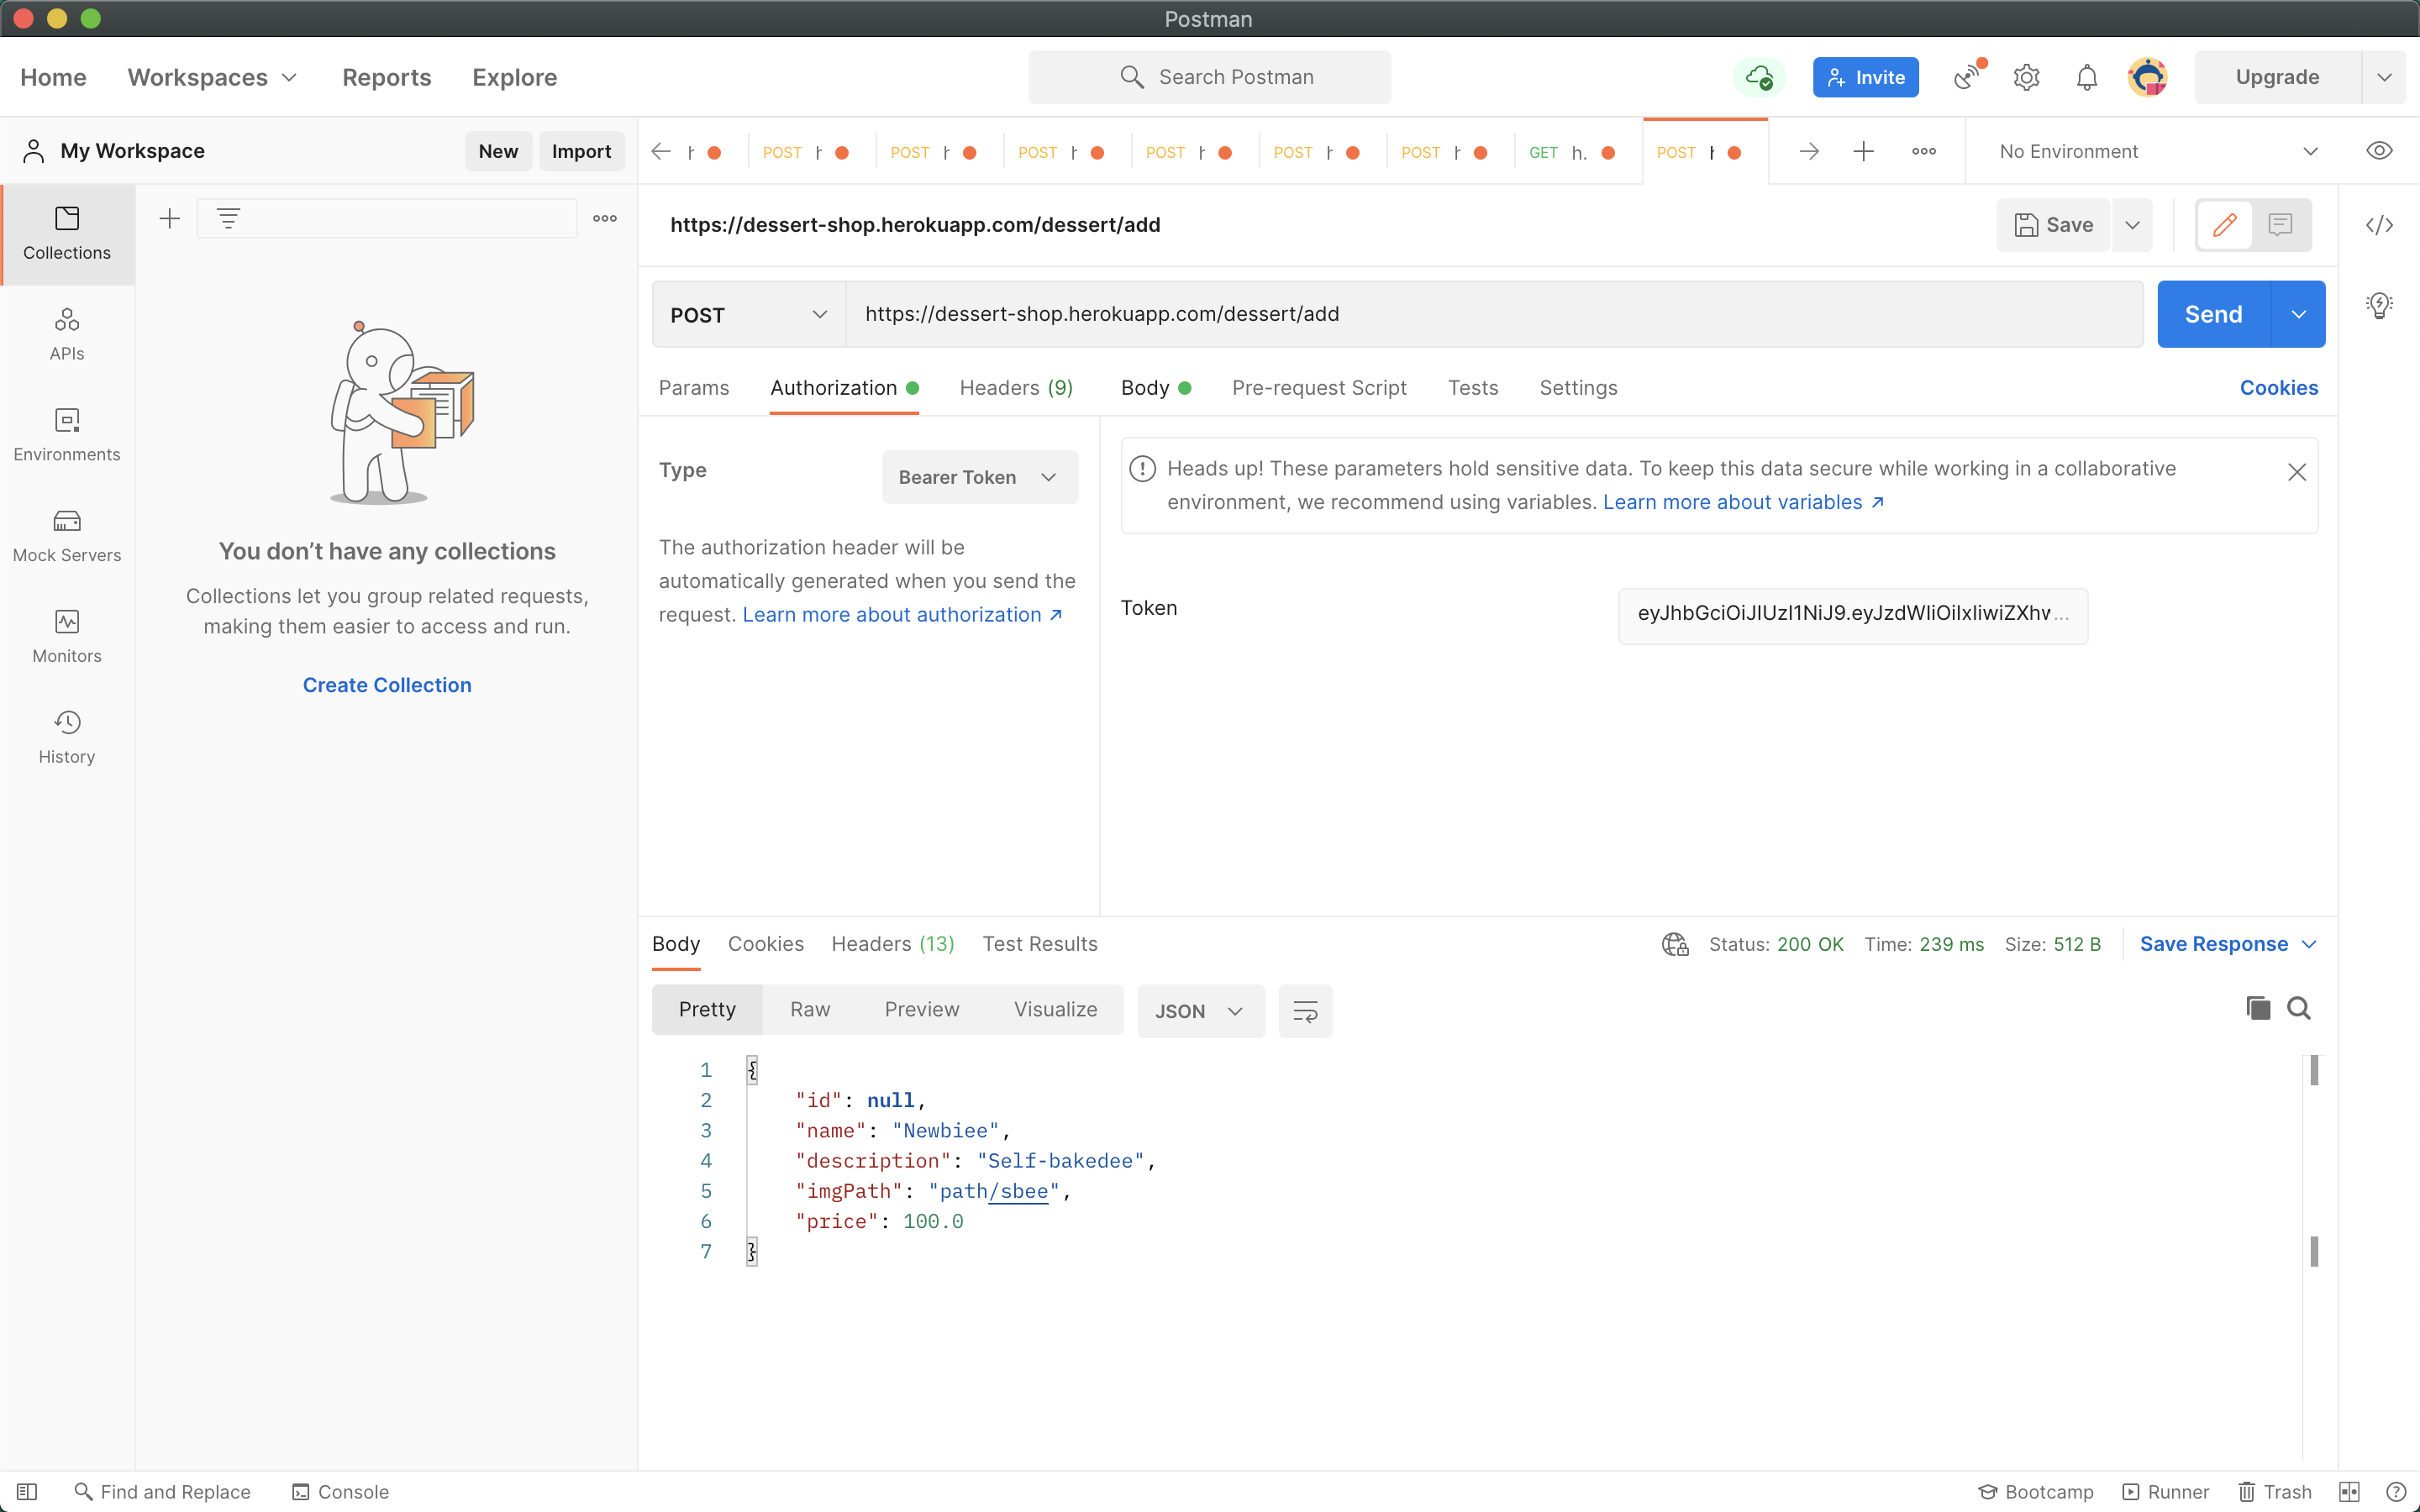 Postman
Home Workspaces Reports Explore
Search Postman
Invite
Upgrade
My Workspace
New Import
POST
POST
POST
POST
POST
POST
GET h.
POST
No Environment
Collections
APIs
Environments
Mock Servers
Monitors
History
You don’t have any collections
Collections let you group related requests,
making them easier to access and run.
Create Collection
https://dessert-shop.herokuapp.com/dessert/add
Save
POST https://dessert-shop.herokuapp.com/dessert/add
Send
Params Authorization Headers (9) Body Pre-request Script Tests Settings Cookies
Type Bearer Token
The authorization header will be
automatically generated when you send the
request. Learn more about authorization ↗
Heads up! These parameters hold sensitive data. To keep this data secure while working in a collaborative
environment, we recommend using variables. Learn more about variables ↗
Token
Body Cookies Headers (13) Test Results
Status: 200 OK Time: 239 ms Size: 512 B Save Response
Pretty Raw Preview Visualize JSON
1 {
2 "id": null,
3 "name": "Newbiee",
4 "description": "Self-bakedee",
5 "imgPath": "path/sbee",
6 "price": 100.0
7 }
Find and Replace Console
Bootcamp Runner Trash